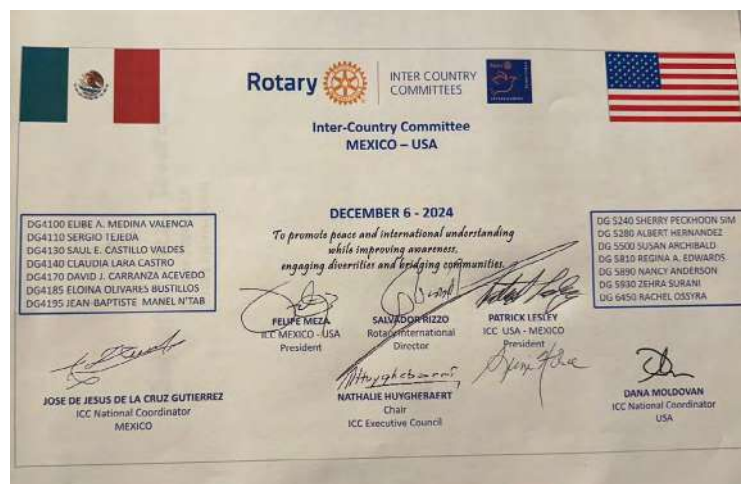 Rotary
INTER COUNTRY
COMMITTEES
Inter-Country Committee
MEXICO – USA
DECEMBER 6 - 2024
To promote peace and international understanding
while improving awareness,
engaging diversities and bridging communities.
DG4100 ELIBE A. MEDINA VALENCIA
DG4110 SERGIO TEJEDA
DG4130 SAUL E. CASTILLO VALDES
DG4140 CLAUDIA LARA CASTRO
DG4170 DAVID J. CARRANZA ACEVEDO
DG4185 ELOINA OLIVARES BUSTILLOS
DG4195 JEAN-BAPTISTE MANEL N'TAB
DG 5240 SHERRY PECKHOON SIM
DG 5280 ALBERT HERNANDEZ
DG 5500 SUSAN ARCHIBALD
DG 5810 REGINA A. EDWARDS
DG 5890 NANCY ANDERSON
DG 5930 ZEHRA SURANI
DG 6450 RACHEL OSSYRA
FELIPE MEZA
ICC MEXICO - USA
President
SALVADOR RIZZO
Rotary International
Director
PATRICK LESLEY
ICC USA - MEXICO
President
JOSE DE JESUS DE LA CRUZ GUTIERREZ
ICC National Coordinator
MEXICO
NATHALIE HUYGHEBAERT
Chair
ICC Executive Council
DANA MOLDOVAN
ICC National Coordinator
USA